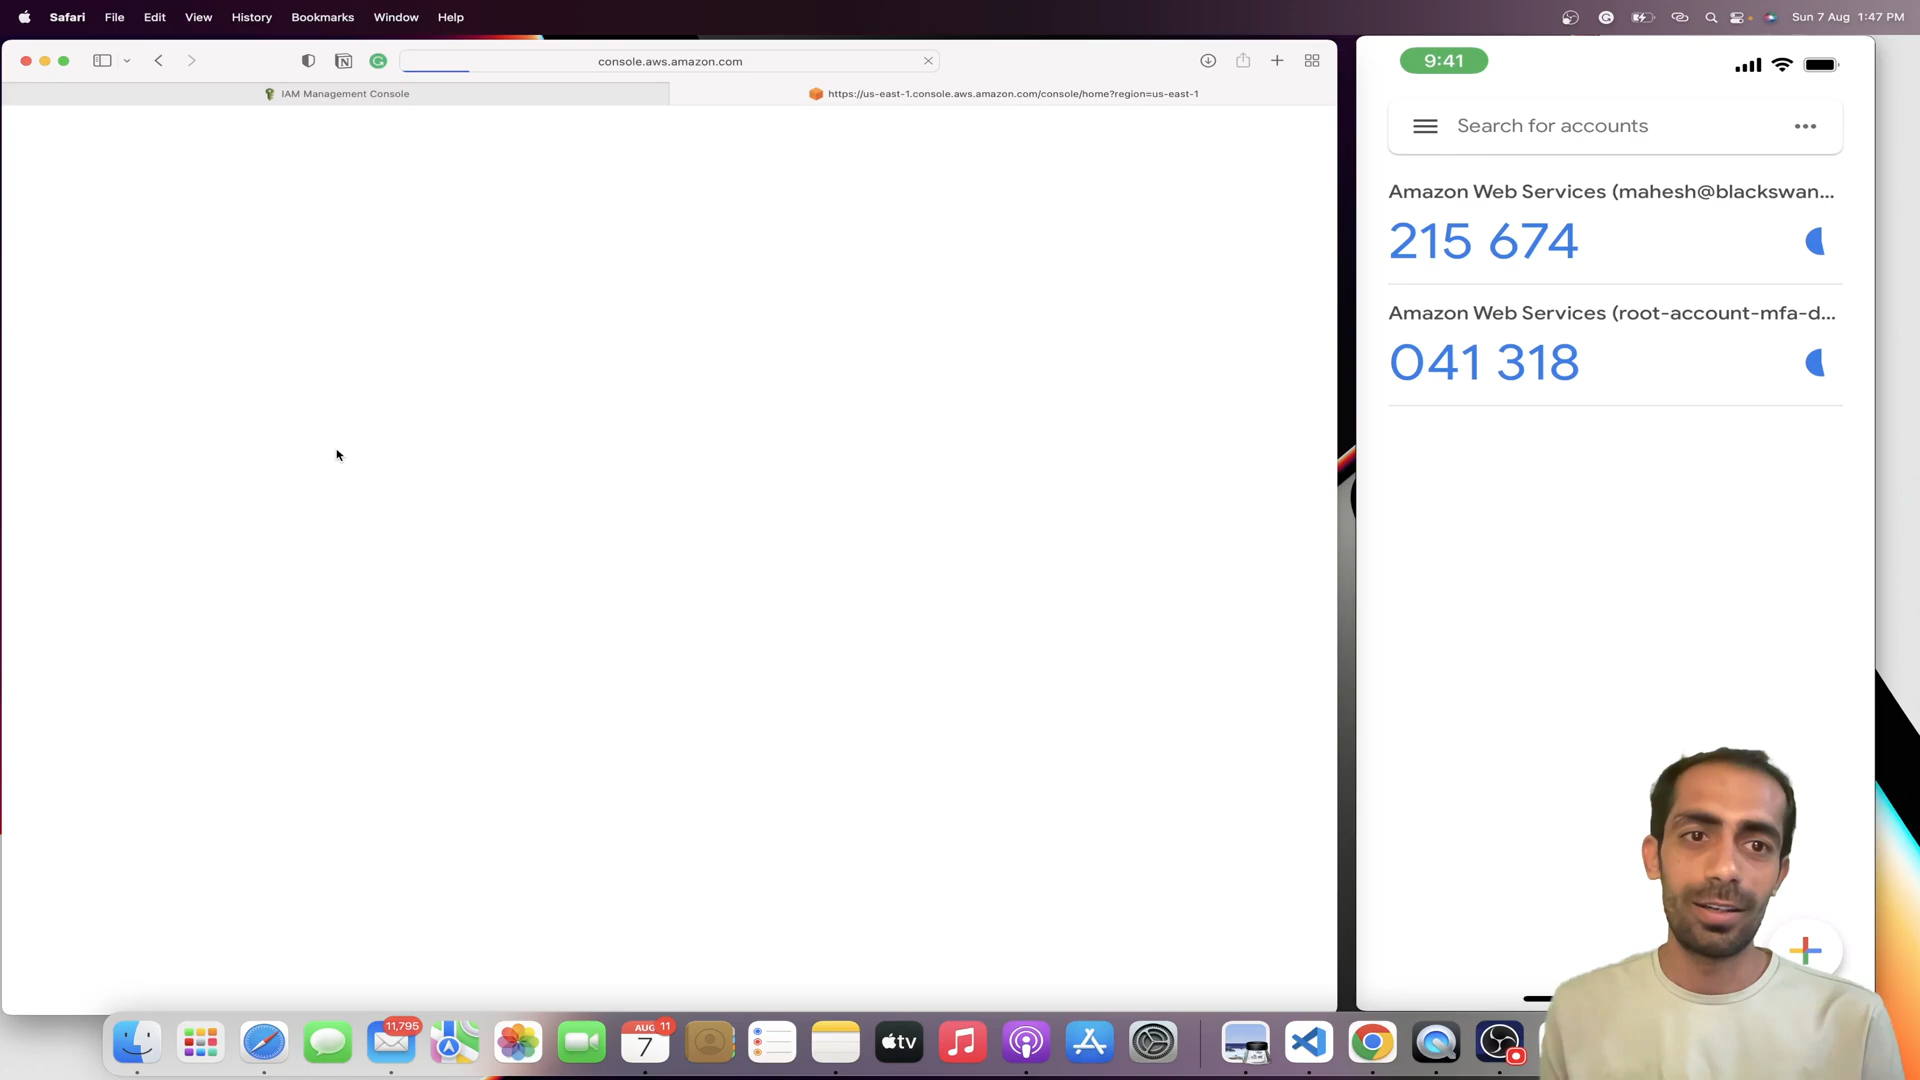 Safari File Edit View History Bookmarks Window Help
Sun 7 Aug 1:47 PM
console.aws.amazon.com
IAM Management Console
https://us-east-1.console.aws.amazon.com/console/home?region=us-east-1
9:41
Search for accounts
Amazon Web Services (mahesh@blackswan...
215 674
Amazon Web Services (root-account-mfa-d...
041 318
11,795
AUG 11
7
tv